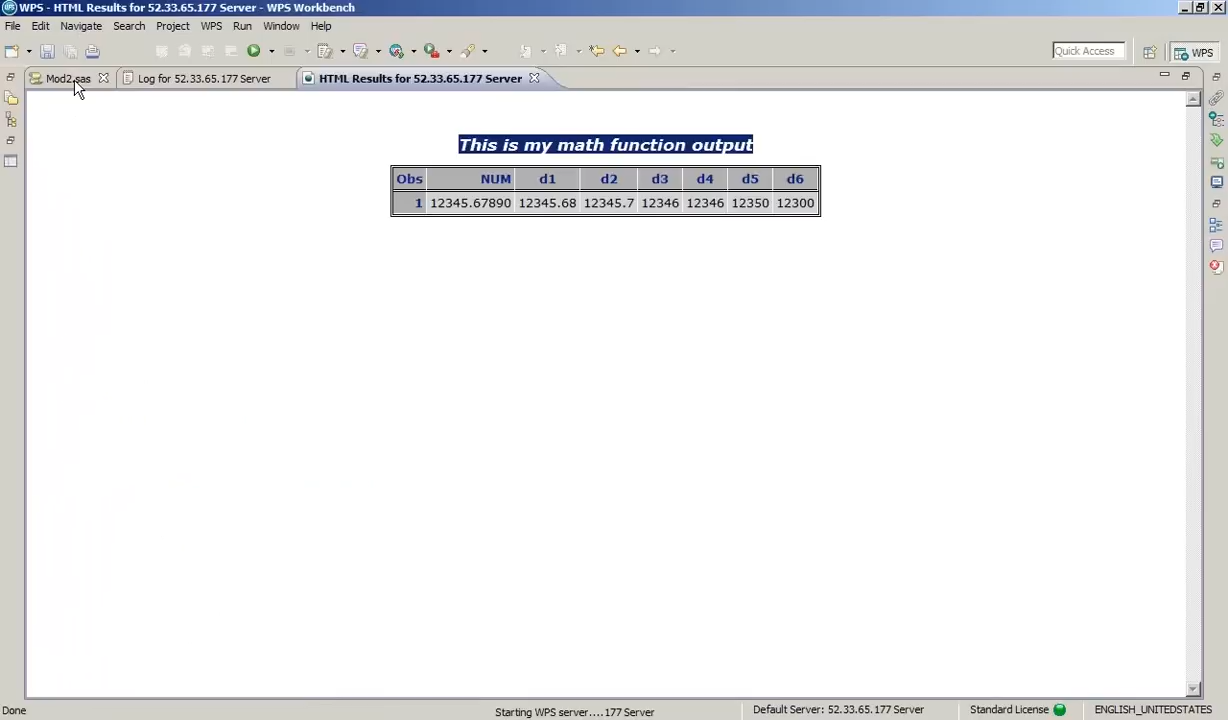 WPS - HTML Results for 52.33.65.177 Server - WPS Workbench
File Edit Navigate Search Project WPS Run Window Help
Quick Access WPS
Mod2.sas Log for 52.33.65.177 Server HTML Results for 52.33.65.177 Server
This is my math function output
Obs NUM d1 d2 d3 d4 d5 d6
1 12345.67890 12345.68 12345.7 12346 12346 12350 12300
Done Starting WPS server....177 Server Default Server: 52.33.65.177 Server Standard License ENGLISH_UNITEDSTATES